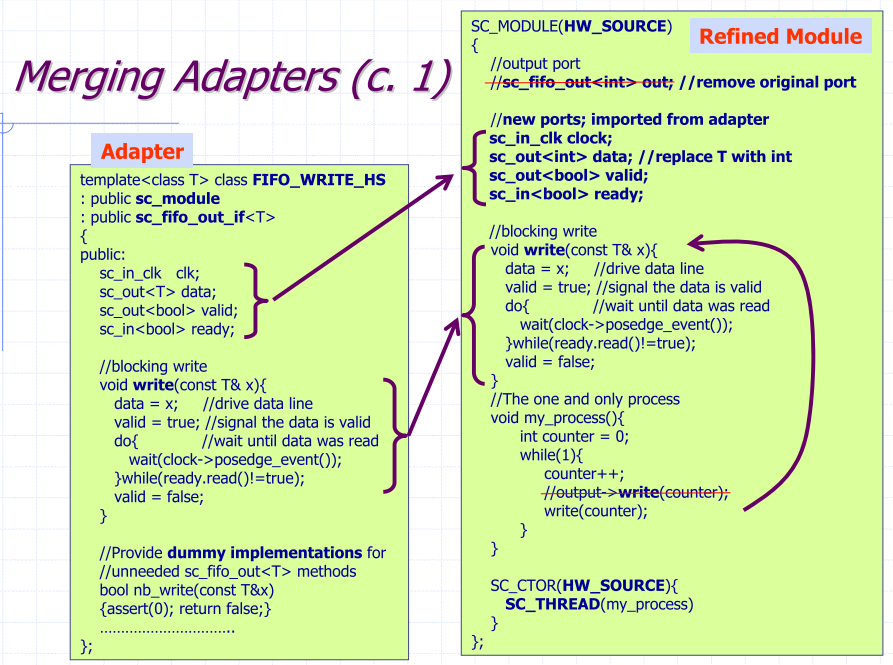 Merging Adapters (c. 1)
Adapter
template<class T> class FIFO_WRITE_HS
: public sc_module
: public sc_fifo_out_if<T>
{
public:
sc_in_clk clk;
sc_out<T> data;
sc_out<bool> valid;
sc_in<bool> ready;
//blocking write
void write(const T& x){
data = x; //drive data line
valid = true; //signal the data is valid
do{ //wait until data was read
wait(clock->posedge_event());
}while(ready.read()!=true);
valid = false;
}
//Provide dummy implementations for
//unneeded sc_fifo_out<T> methods
bool nb_write(const T&x)
{assert(0); return false;}
…………………………..
};
Refined Module
SC_MODULE(HW_SOURCE)
{
//output port
//sc_fifo_out<int> out; //remove original port
//new ports; imported from adapter
sc_in_clk clock;
sc_out<int> data; //replace T with int
sc_out<bool> valid;
sc_in<bool> ready;
//blocking write
void write(const T& x){
data = x; //drive data line
valid = true; //signal the data is valid
do{ //wait until data was read
wait(clock->posedge_event());
}while(ready.read()!=true);
valid = false;
}
//The one and only process
void my_process(){
int counter = 0;
while(1){
counter++;
//output->write(counter);
write(counter);
}
}
SC_CTOR(HW_SOURCE){
SC_THREAD(my_process)
}
};